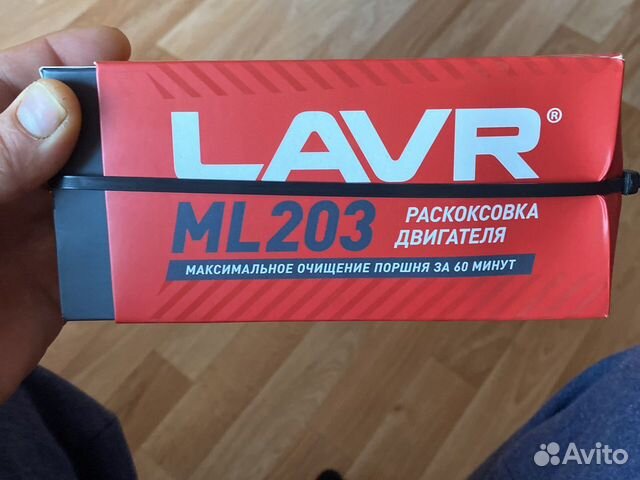 LAVR®
ML203
РАСКОКСОВКА
ДВИГАТЕЛЯ
МАКСИМАЛЬНОЕ ОЧИЩЕНИЕ ПОРШНЯ ЗА 60 МИНУТ
Avito